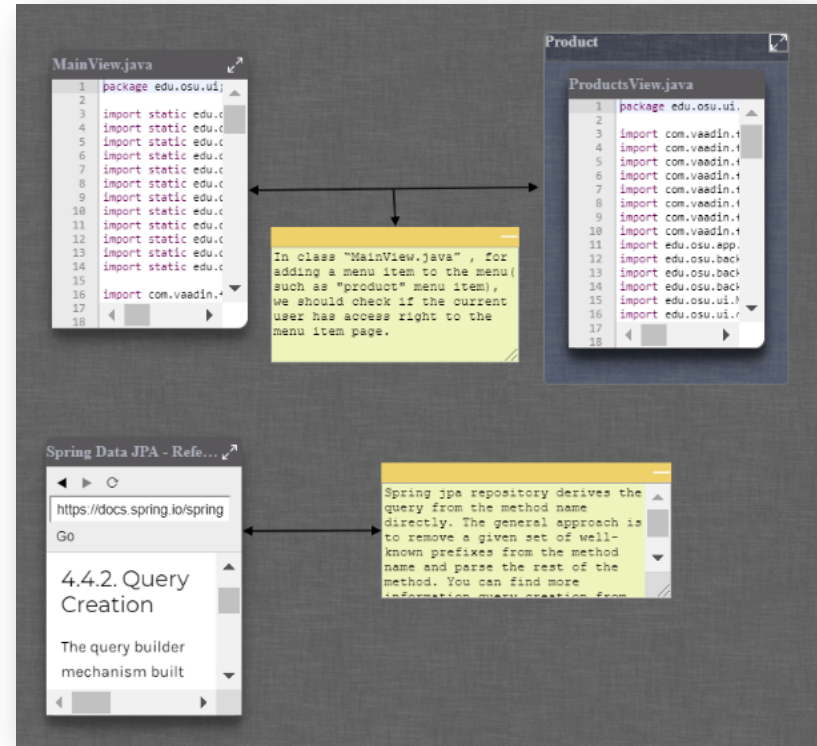 MainView.java
1 package edu.osu.ui;
2
3 import static edu.c
4 import static edu.c
5 import static edu.c
6 import static edu.c
7 import static edu.c
8 import static edu.c
9 import static edu.c
10 import static edu.c
11 import static edu.c
12 import static edu.c
13 import static edu.c
14 import static edu.c
15
16 import com.vaadin.
17
18
Product
ProductsView.java
1 package edu.osu.ui.
2
3 import com.vaadin.
4 import com.vaadin.
5 import com.vaadin.
6 import com.vaadin.
7 import com.vaadin.
8 import com.vaadin.
9 import com.vaadin.
10 import com.vaadin.
11 import edu.osu.app.
12 import edu.osu.back
13 import edu.osu.back
14 import edu.osu.back
15 import edu.osu.ui.
16 import edu.osu.ui.
17
18
In class “MainView.java” , for
adding a menu item to the menu(
such as "product" menu item),
we should check if the current
user has access right to the
menu item page.
Spring Data JPA - Refe...
https://docs.spring.io/spring
Go
4.4.2. Query
Creation
The query builder
mechanism built
Spring jpa repository derives the
query from the method name
directly. The general approach is
to remove a given set of well-
known prefixes from the method
name and parse the rest of the
method. You can find more
information query creation from